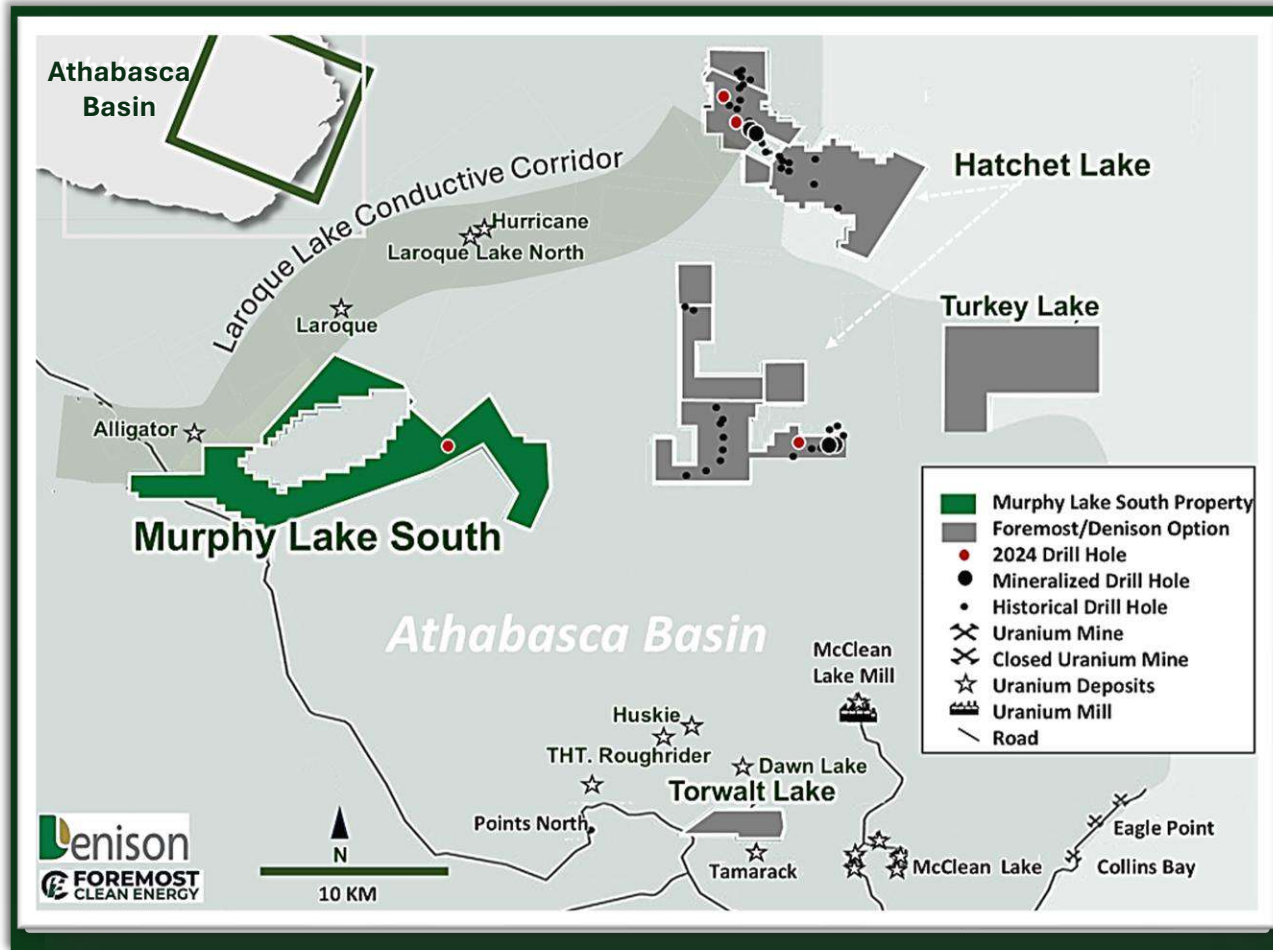 Athabasca
Basin
Laroque Lake Conductive Corridor
Hatchet Lake
Hurricane
Laroque Lake North
Turkey Lake
Laroque
Alligator
Murphy Lake South
Murphy Lake South Property
Foremost/Denison Option
2024 Drill Hole
Mineralized Drill Hole
Historical Drill Hole
Uranium Mine
Closed Uranium Mine
Uranium Deposits
Uranium Mill
Road
Athabasca Basin
McClean
Lake Mill
Huskie
THT. Roughrider
Dawn Lake
Torwalt Lake
Points North
Tamarack
McClean Lake
Eagle Point
Collins Bay
Denison
FOREMOST
CLEAN ENERGY
N
10 KM